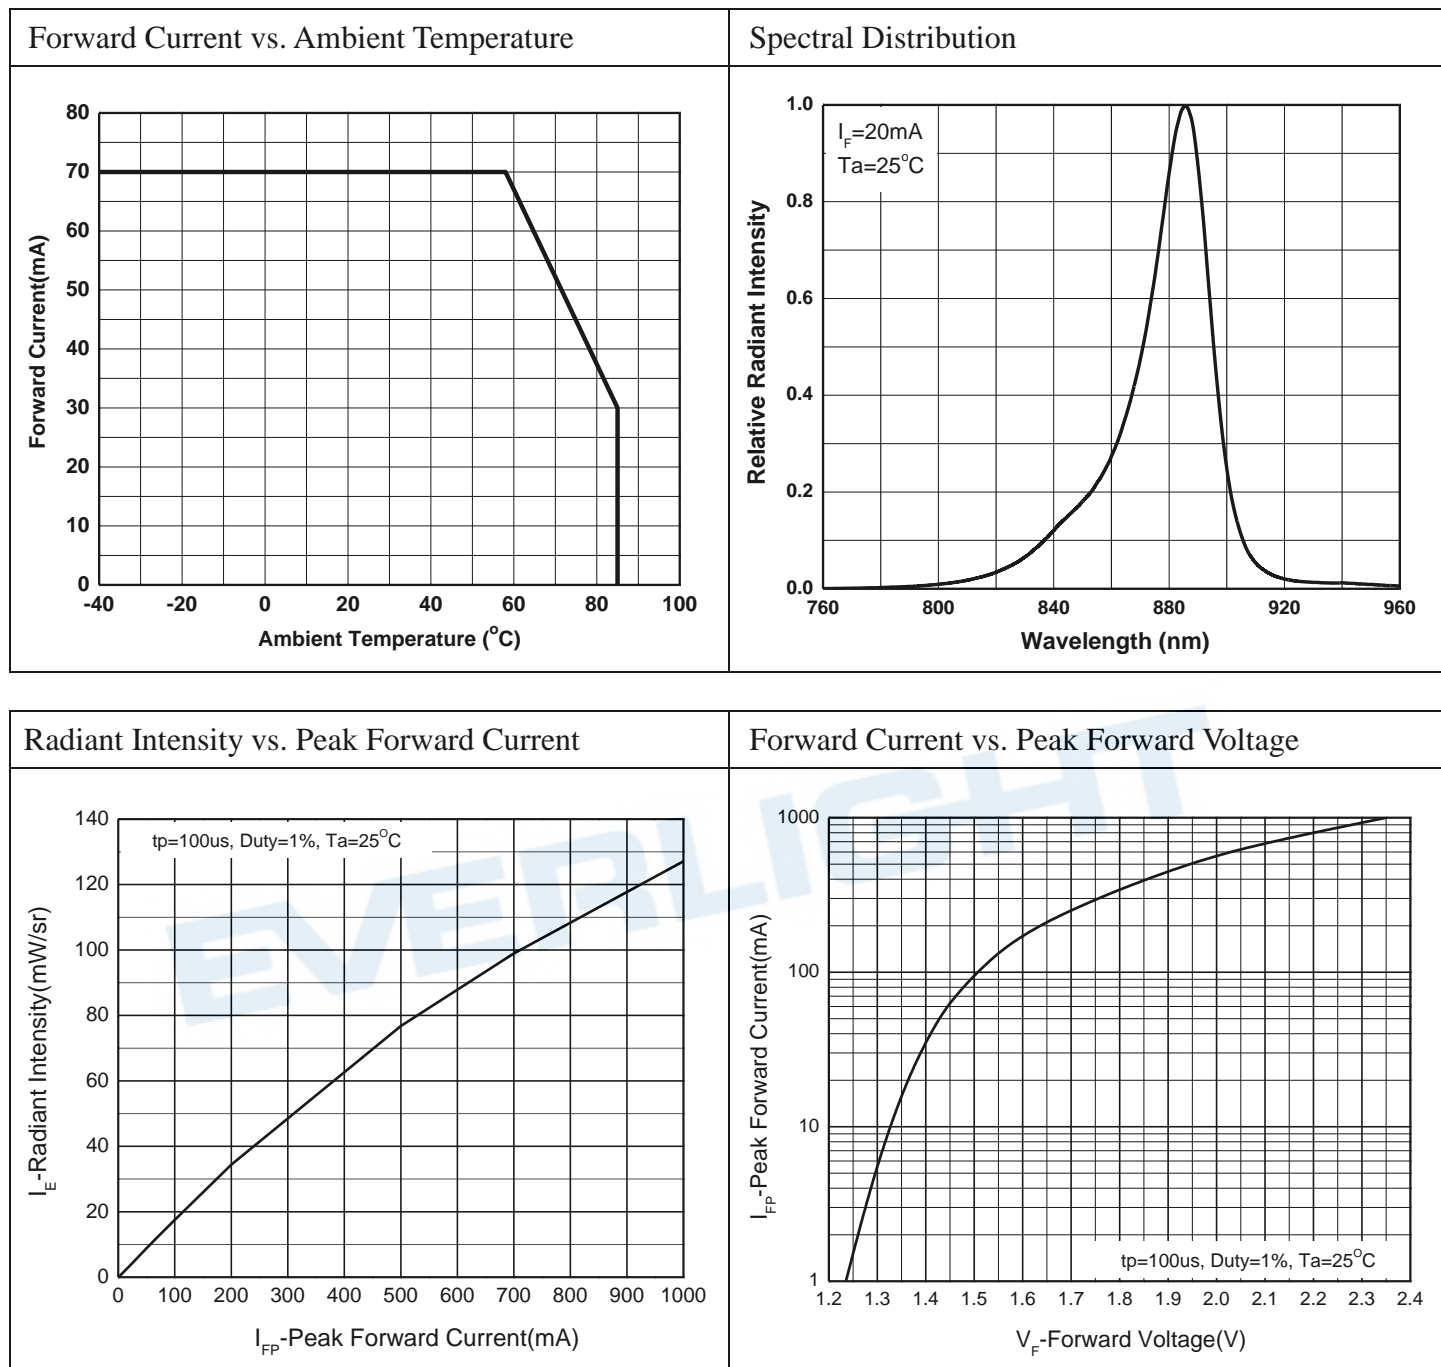 Forward Current vs. Ambient Temperature
Spectral Distribution
80
70
60
50
40
30
20
10
0
-40 -20 0 20 40 60 80 100
Forward Current(mA)
Ambient Temperature (°C)
1.0
0.8
0.6
0.4
0.2
0.0
760 800 840 880 920 960
I_F=20mA
Ta=25°C
Relative Radiant Intensity
Wavelength (nm)
Radiant Intensity vs. Peak Forward Current
Forward Current vs. Peak Forward Voltage
140
120
100
80
60
40
20
0
0 100 200 300 400 500 600 700 800 900 1000
tp=100us, Duty=1%, Ta=25°C
I_E-Radiant Intensity(mW/sr)
I_FP-Peak Forward Current(mA)
1000
100
10
1
1.2 1.3 1.4 1.5 1.6 1.7 1.8 1.9 2.0 2.1 2.2 2.3 2.4
tp=100us, Duty=1%, Ta=25°C
I_FP-Peak Forward Current(mA)
V_F-Forward Voltage(V)
EVERLIGHT